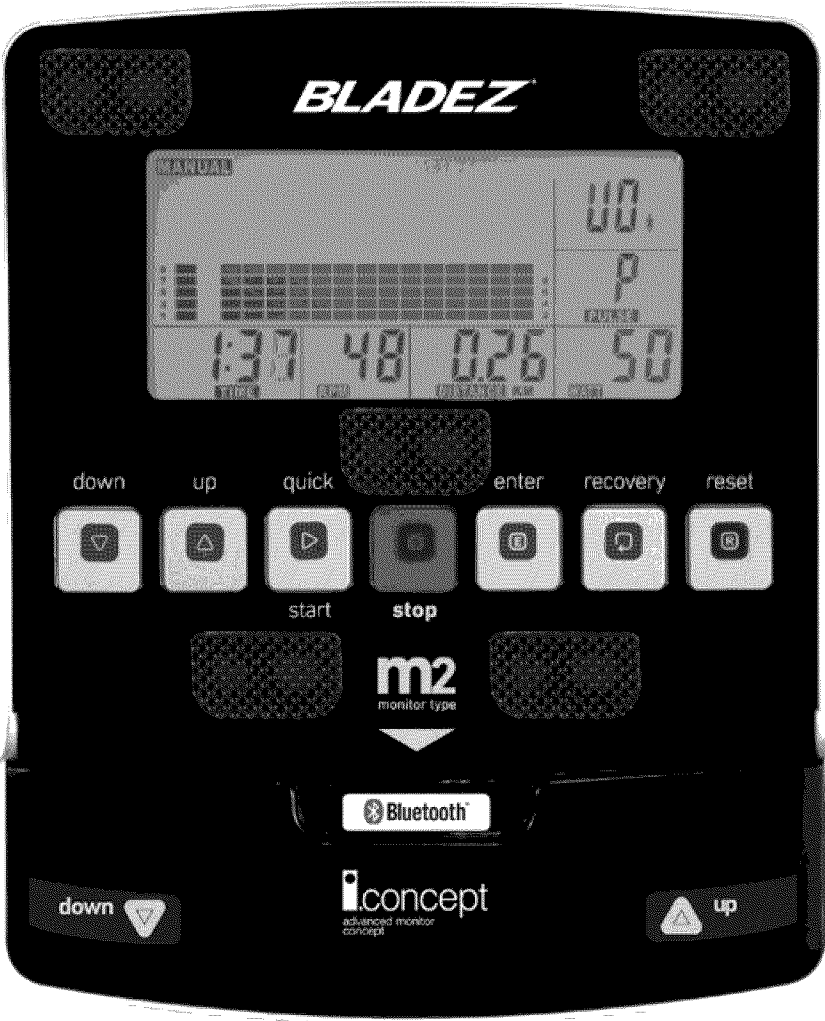 BLADEZ
MANUAL
U0
P
PULSE
1:37 48 0.26 50
TIME RPM DISTANCE KM WATT
down up quick enter recovery reset
E R
start stop
m2
monitor type
Bluetooth
i.concept
advanced monitor
concept
down up